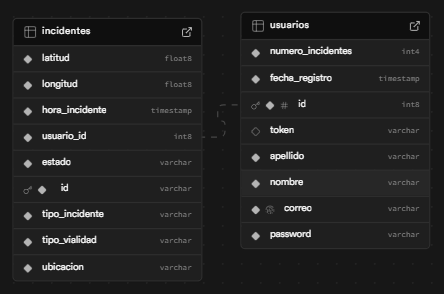 incidentes
latitud float8
longitud float8
hora_incidente timestamp
usuario_id int8
estado varchar
id varchar
tipo_incidente varchar
tipo_vialidad varchar
ubicacion varchar
usuarios
numero_incidentes int4
fecha_registro timestamp
# id int8
token varchar
apellido varchar
nombre varchar
correo varchar
password varchar